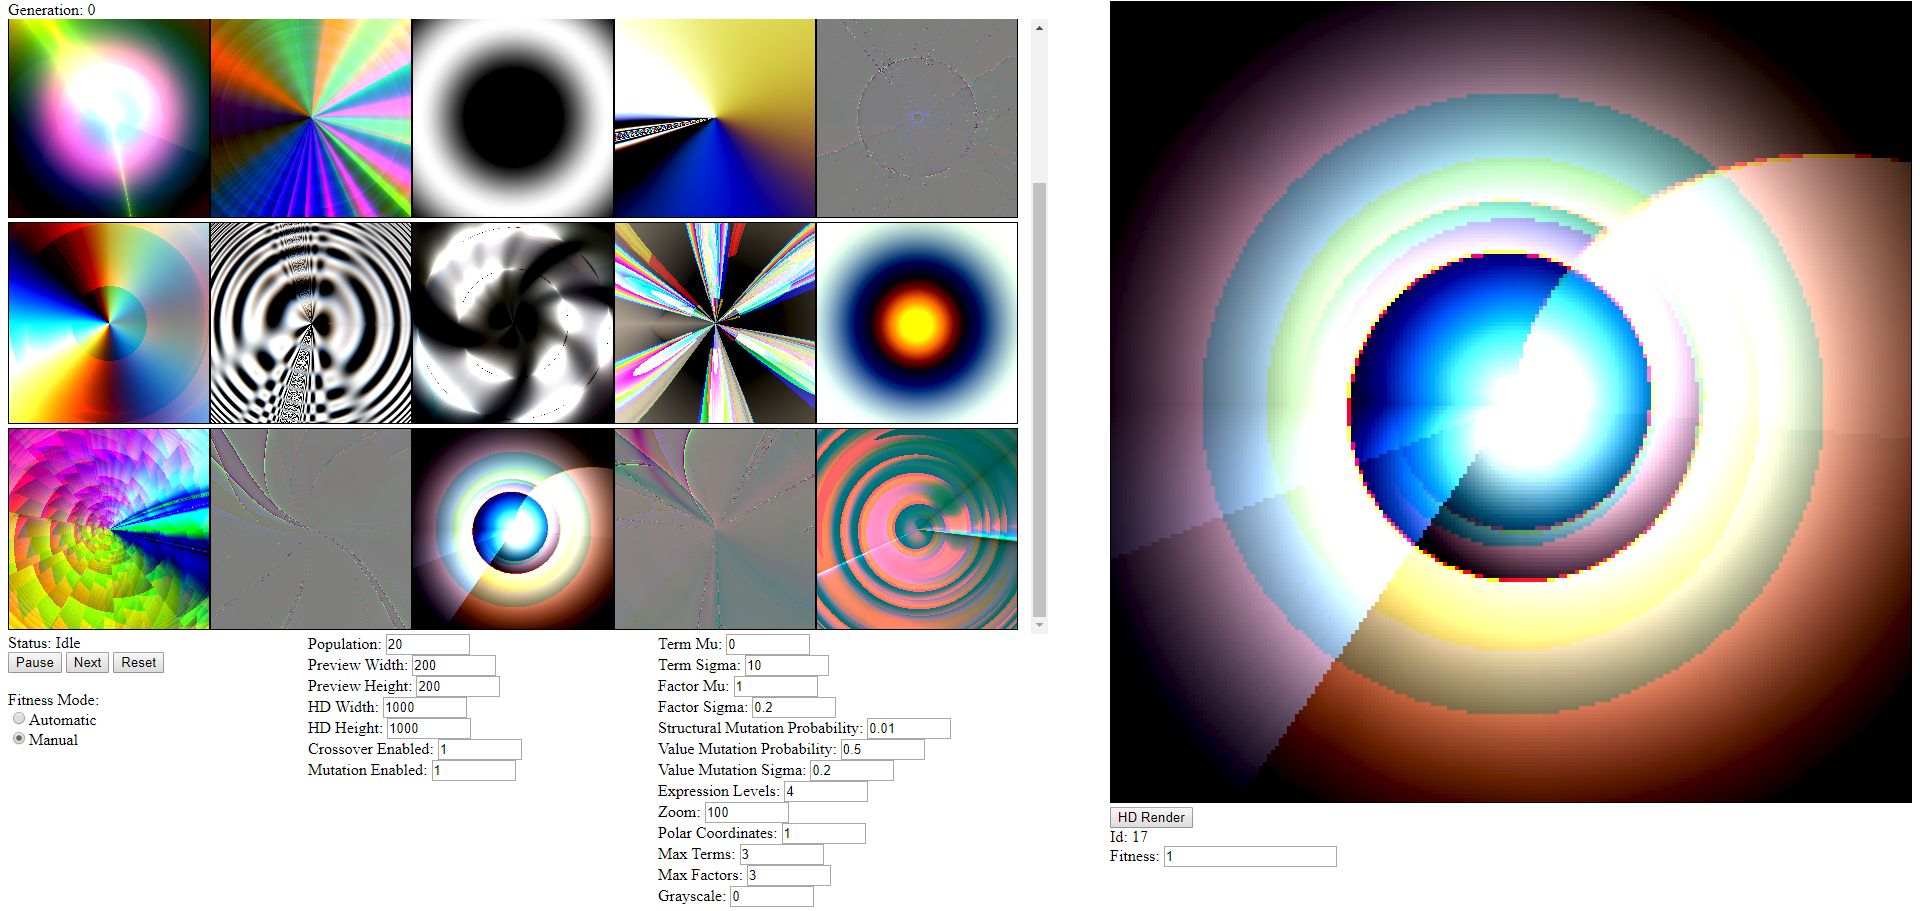 Generation: 0
Status: Idle
Pause Next Reset
Fitness Mode:
Automatic
Manual
Population: 20
Preview Width: 200
Preview Height: 200
HD Width: 1000
HD Height: 1000
Crossover Enabled: 1
Mutation Enabled: 1
Term Mu: 0
Term Sigma: 10
Factor Mu: 1
Factor Sigma: 0.2
Structural Mutation Probability: 0.01
Value Mutation Probability: 0.5
Value Mutation Sigma: 0.2
Expression Levels: 4
Zoom: 100
Polar Coordinates: 1
Max Terms: 3
Max Factors: 3
Grayscale: 0
HD Render
Id: 17
Fitness: 1